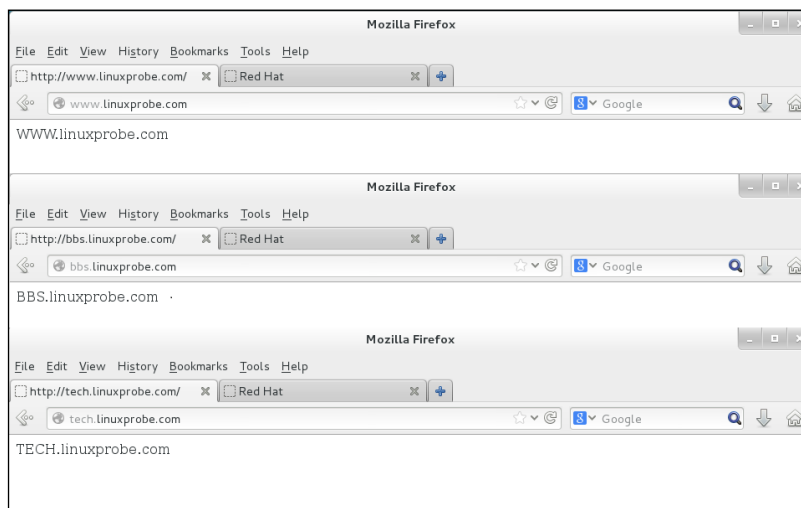 Mozilla Firefox
File Edit View History Bookmarks Tools Help
http://www.linuxprobe.com/ Red Hat
www.linuxprobe.com Google
WWW.linuxprobe.com
Mozilla Firefox
File Edit View History Bookmarks Tools Help
http://bbs.linuxprobe.com/ Red Hat
bbs.linuxprobe.com Google
BBS.linuxprobe.com
Mozilla Firefox
File Edit View History Bookmarks Tools Help
http://tech.linuxprobe.com/ Red Hat
tech.linuxprobe.com Google
TECH.linuxprobe.com